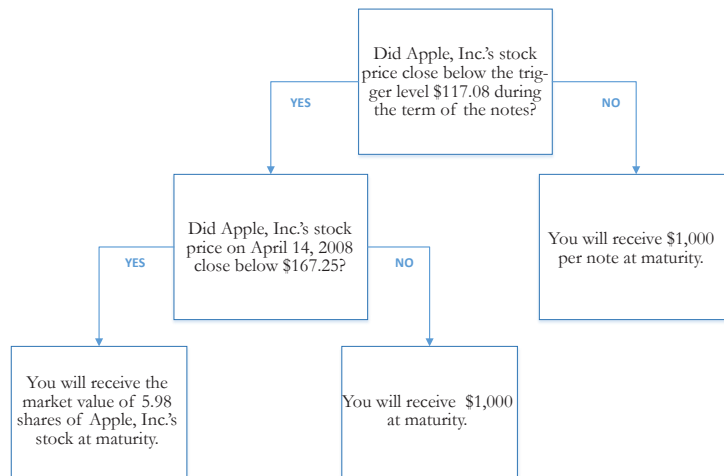 Did Apple, Inc.'s stock
price close below the trig-
ger level $117.08 during
the term of the notes?
YES
NO
Did Apple, Inc.'s stock
price on April 14, 2008
close below $167.25?
You will receive $1,000
per note at maturity.
YES
NO
You will receive the
market value of 5.98
shares of Apple, Inc.'s
stock at maturity.
You will receive $1,000
at maturity.